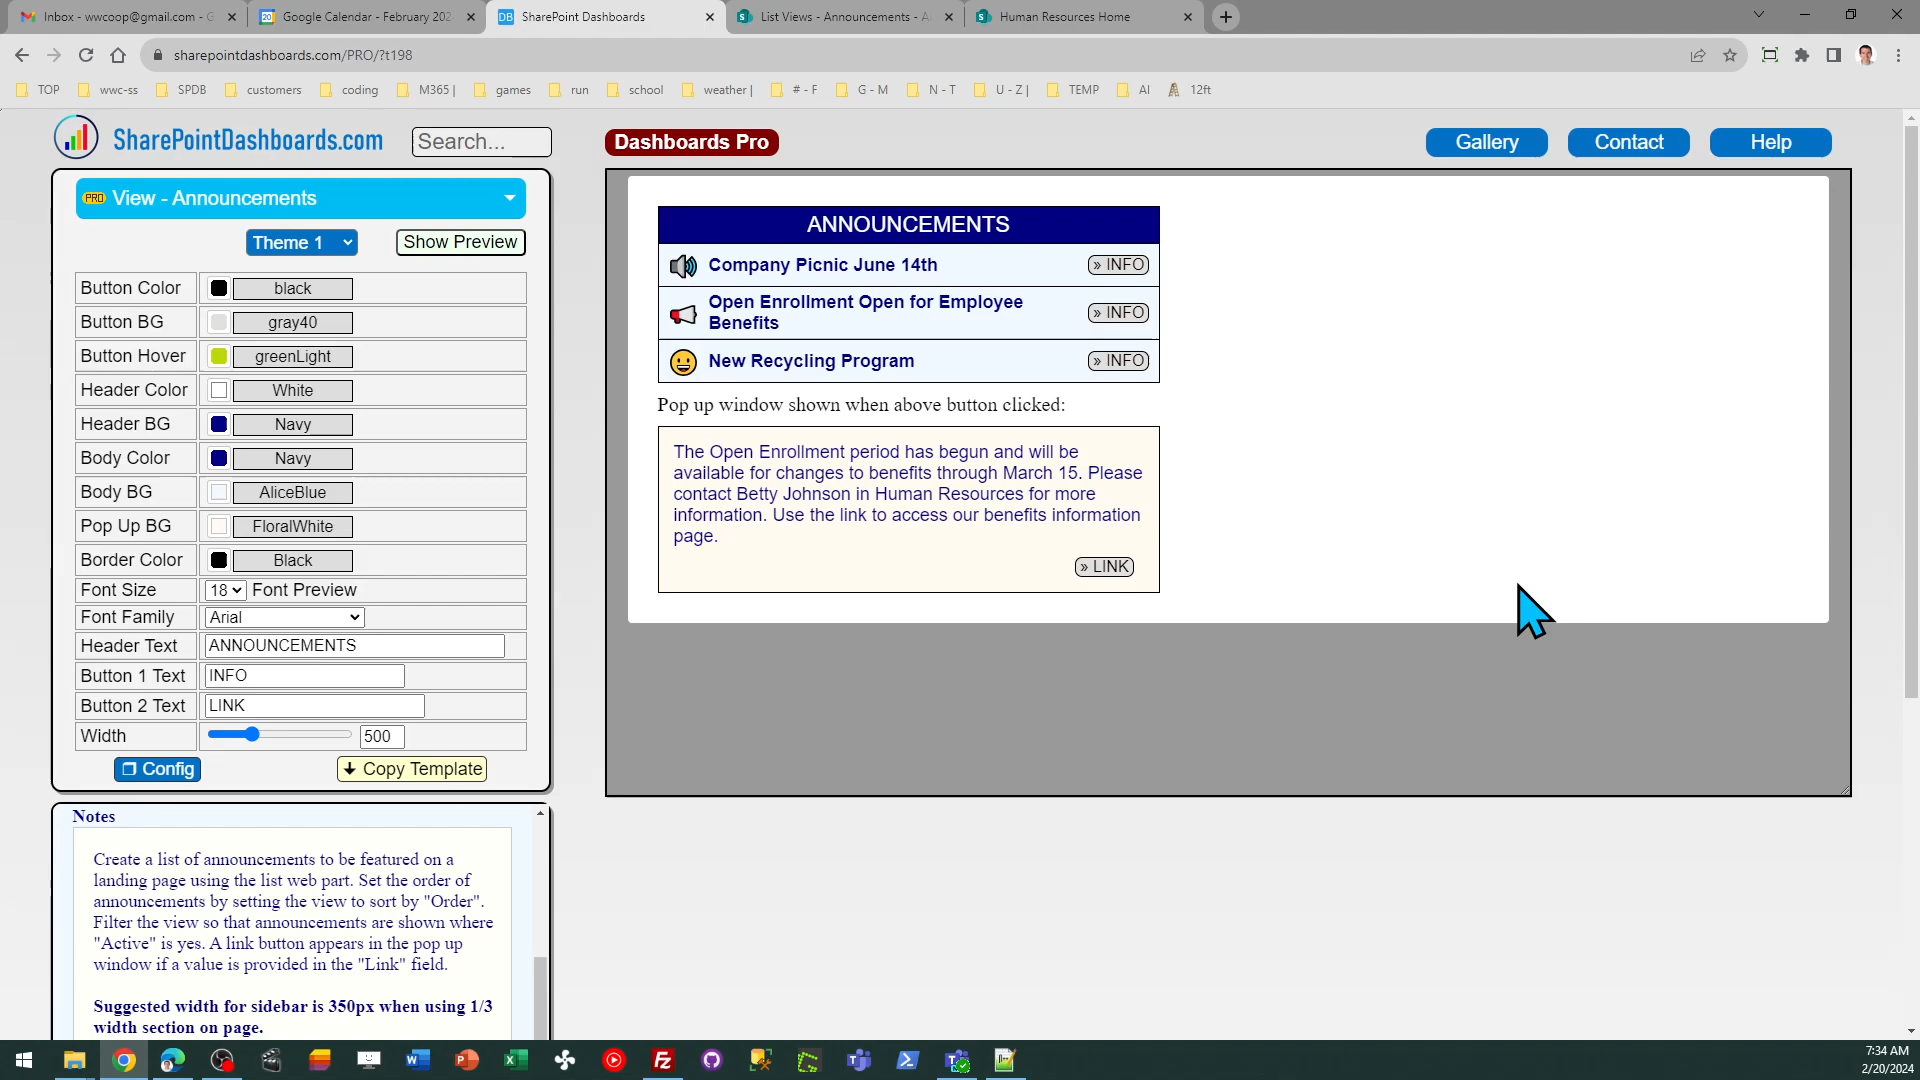 Inbox - wwcoop@gmail.com - G
Google Calendar - February 202
SharePoint Dashboards
List Views - Announcements - A
Human Resources Home
sharepointdashboards.com/PRO/?t198
TOP
wwc-ss
SPDB
customers
coding
M365 |
games
run
school
weather |
# - F
G - M
N - T
U - Z |
TEMP
AI
12ft
SharePointDashboards.com
Search...
Dashboards Pro
Gallery
Contact
Help
PRO View - Announcements
Theme 1
Show Preview
Button Color
black
Button BG
gray40
Button Hover
greenLight
Header Color
White
Header BG
Navy
Body Color
Navy
Body BG
AliceBlue
Pop Up BG
FloralWhite
Border Color
Black
Font Size
18
Font Preview
Font Family
Arial
Header Text
ANNOUNCEMENTS
Button 1 Text
INFO
Button 2 Text
LINK
Width
500
Config
Copy Template
Notes
Create a list of announcements to be featured on a
landing page using the list web part. Set the order of
announcements by setting the view to sort by "Order".
Filter the view so that announcements are shown where
"Active" is yes. A link button appears in the pop up
window if a value is provided in the "Link" field.
Suggested width for sidebar is 350px when using 1/3
width section on page.
ANNOUNCEMENTS
Company Picnic June 14th
» INFO
Open Enrollment Open for Employee
Benefits
» INFO
New Recycling Program
» INFO
Pop up window shown when above button clicked:
The Open Enrollment period has begun and will be
available for changes to benefits through March 15. Please
contact Betty Johnson in Human Resources for more
information. Use the link to access our benefits information
page.
» LINK
7:34 AM
2/20/2024